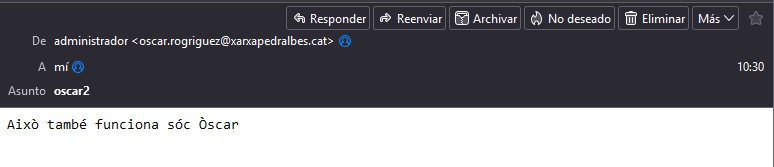 Responder Reenviar Archivar No deseado Eliminar Más
De administrador <oscar.rogriguez@xarxapedralbes.cat>
A mí 10:30
Asunto oscar2
Això també funciona sóc Òscar